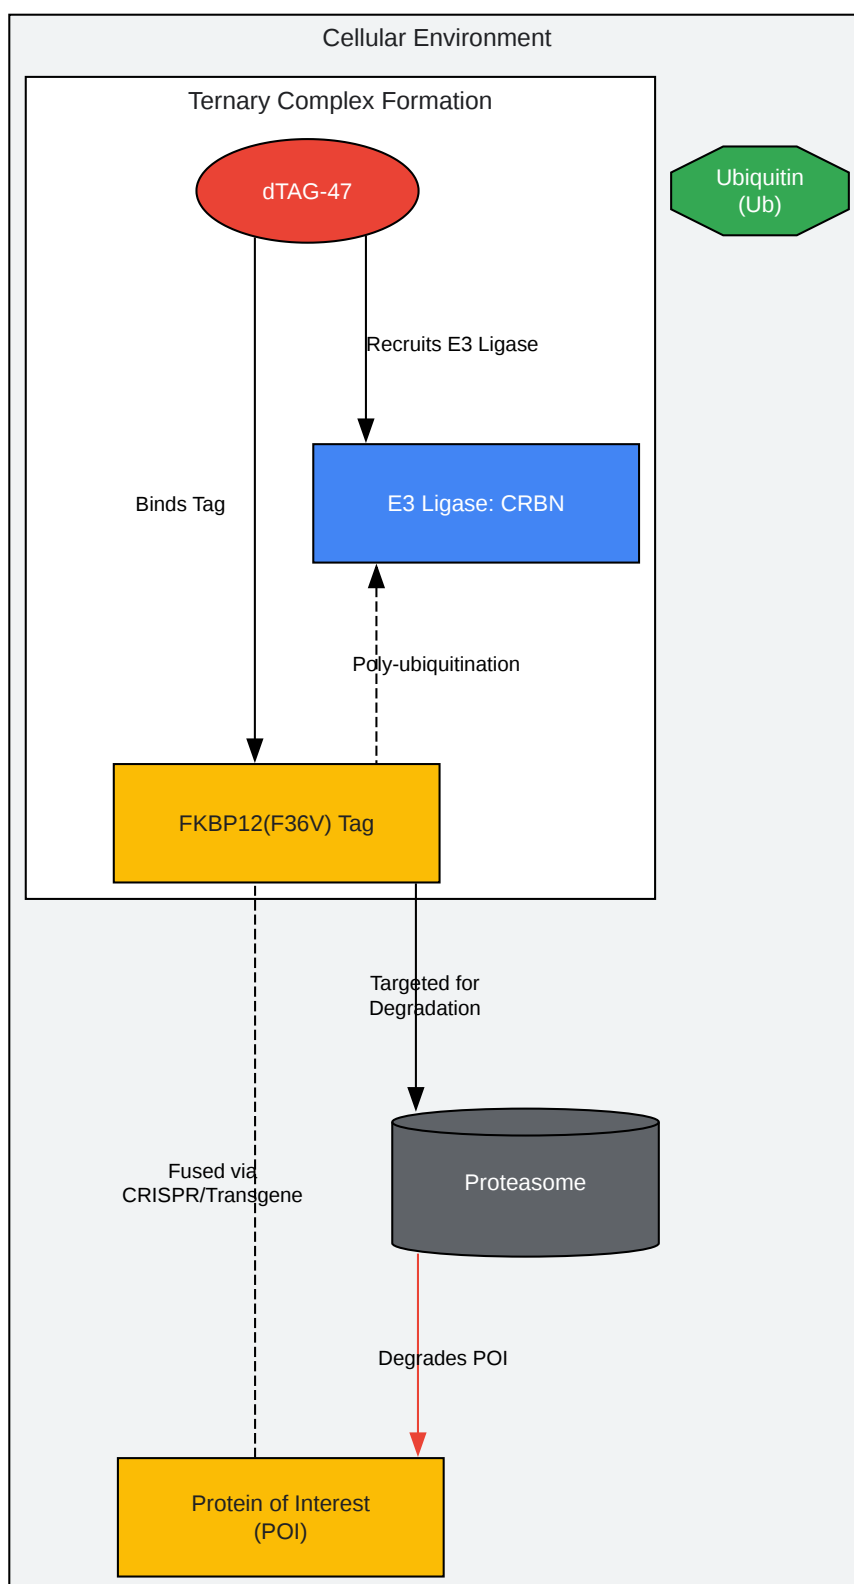 Cellular Environment
Ternary Complex Formation
dTAG-47
Ubiquitin
(Ub)
Recruits E3 Ligase
Binds Tag
E3 Ligase: CRBN
Poly-ubiquitination
FKBP12(F36V) Tag
Targeted for
Degradation
Fused via
CRISPR/Transgene
Proteasome
Degrades POI
Protein of Interest
(POI)